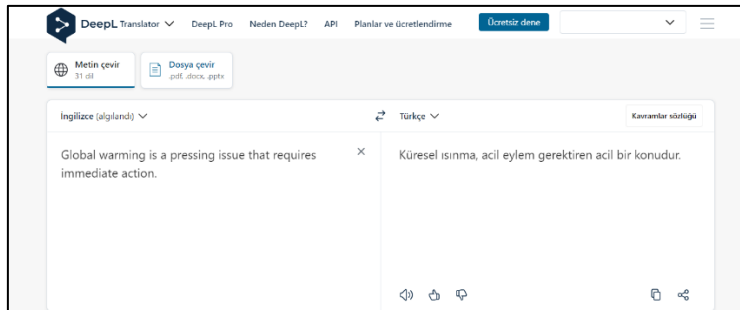 DeepL Translator DeepL Pro Neden DeepL? API Planlar ve ücretlendirme Ücretsiz dene
Metin çevir
31 dil
Dosya çevir
.pdf, .docx, .pptx
İngilizce (algılandı) Türkçe Kavramlar sözlüğü
Global warming is a pressing issue that requires
immediate action.
Küresel ısınma, acil eylem gerektiren acil bir konudur.